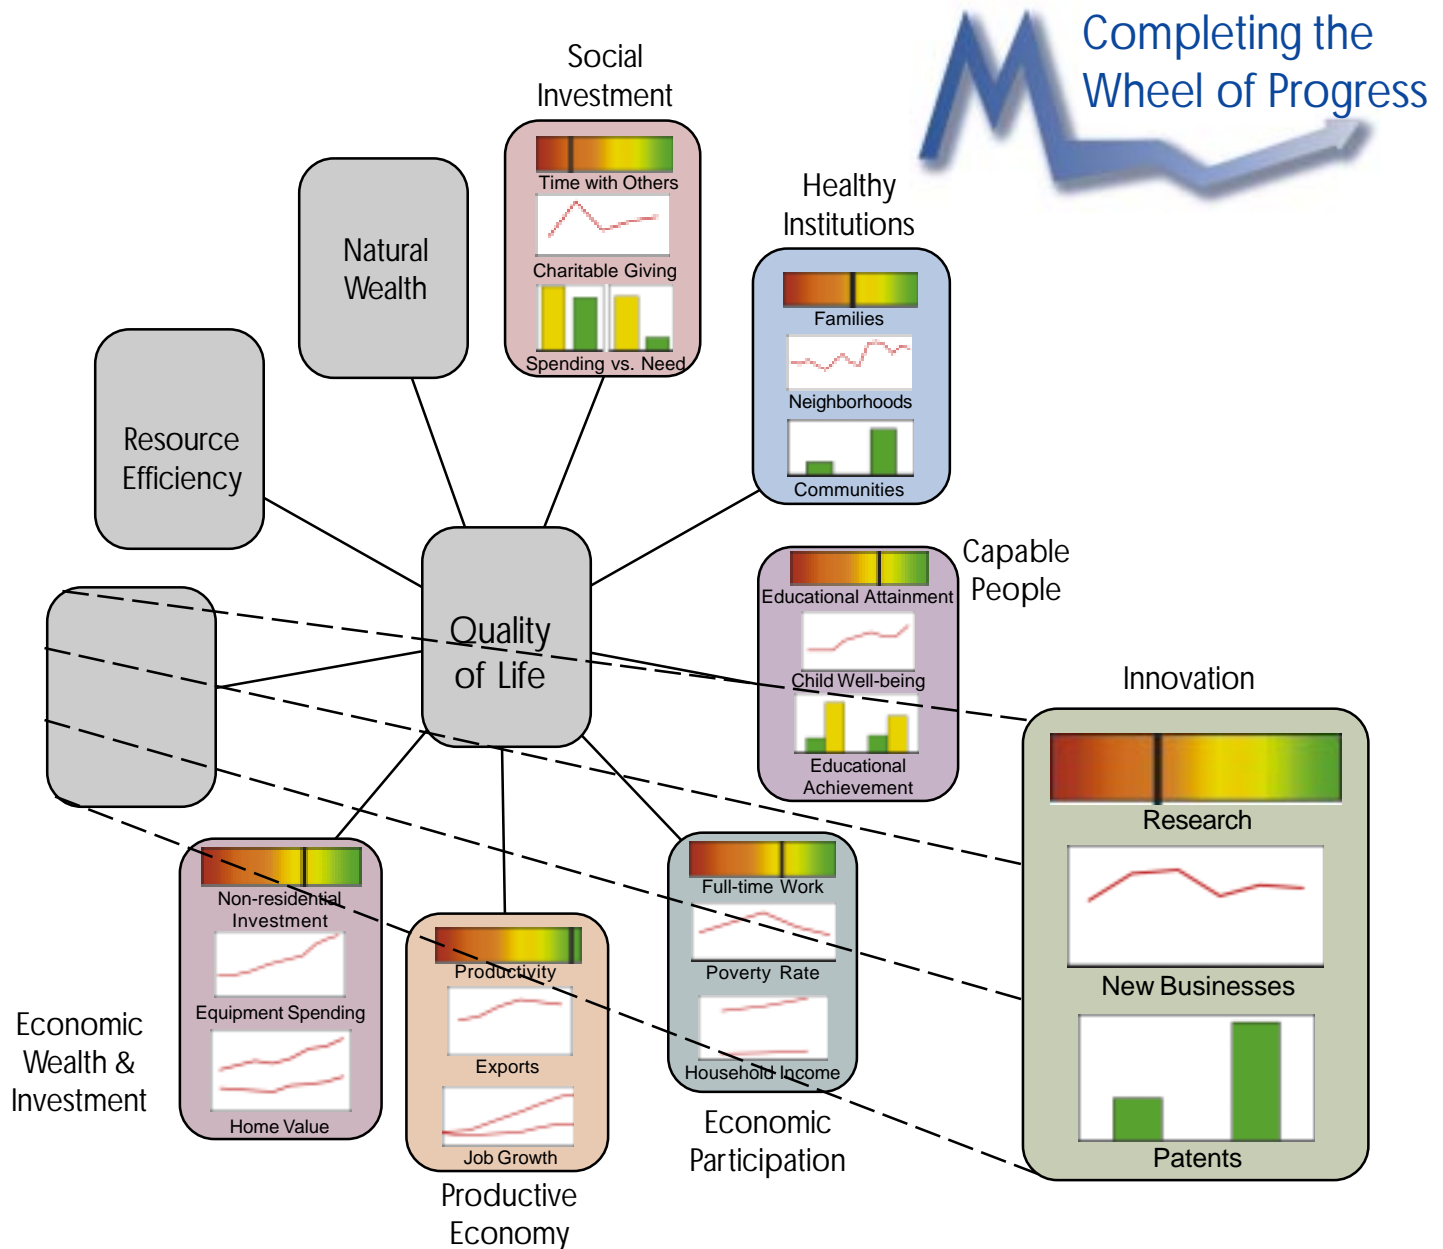 Completing the
Wheel of Progress
Social
Investment
Time with Others
Charitable Giving
Spending vs. Need
Natural
Wealth
Healthy
Institutions
Families
Neighborhoods
Communities
Resource
Efficiency
Quality
of Life
Capable
People
Educational Attainment
Child Well-being
Educational
Achievement
Innovation
Research
New Businesses
Patents
Economic
Wealth &
Investment
Non-residential
Investment
Equipment Spending
Home Value
Productivity
Exports
Job Growth
Productive
Economy
Full-time Work
Poverty Rate
Household Income
Economic
Participation